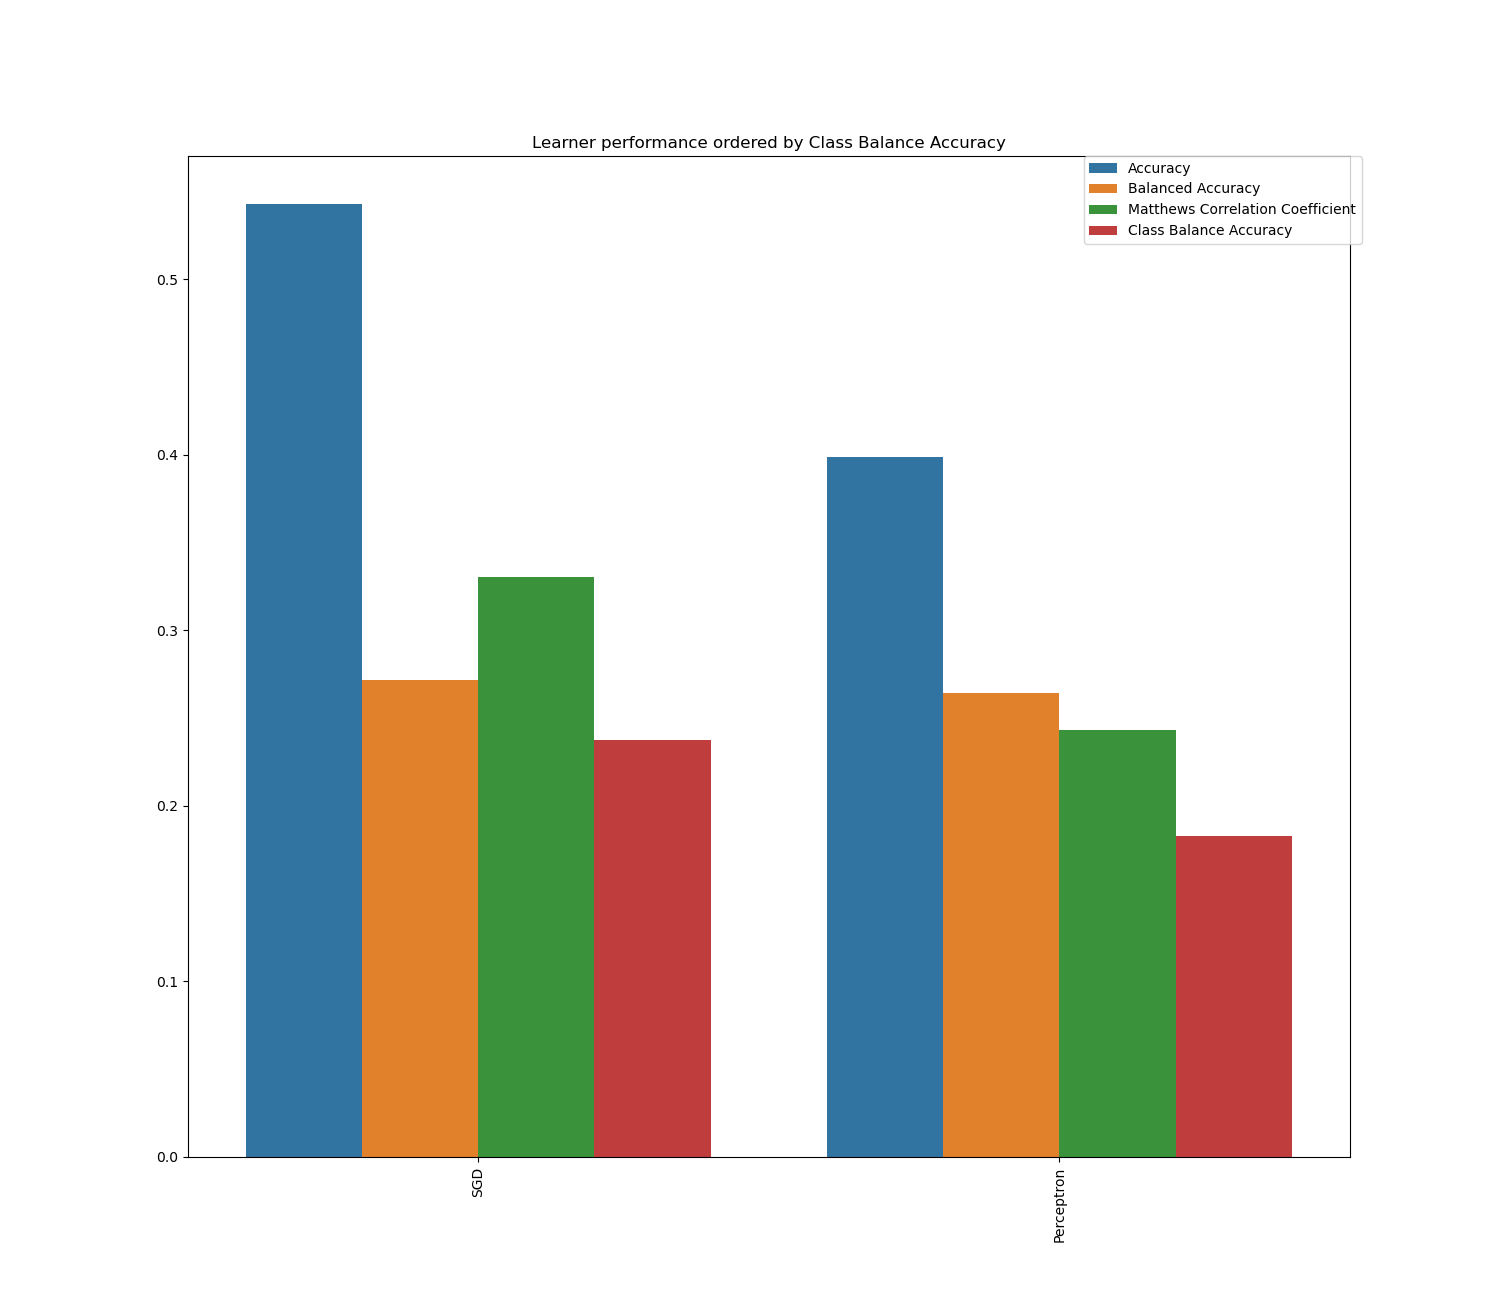 Learner performance ordered by Class Balance Accuracy
Accuracy
Balanced Accuracy
Matthews Correlation Coefficient
Class Balance Accuracy
0.5
0.4
0.3
0.2
0.1
0.0
SGD
Perceptron